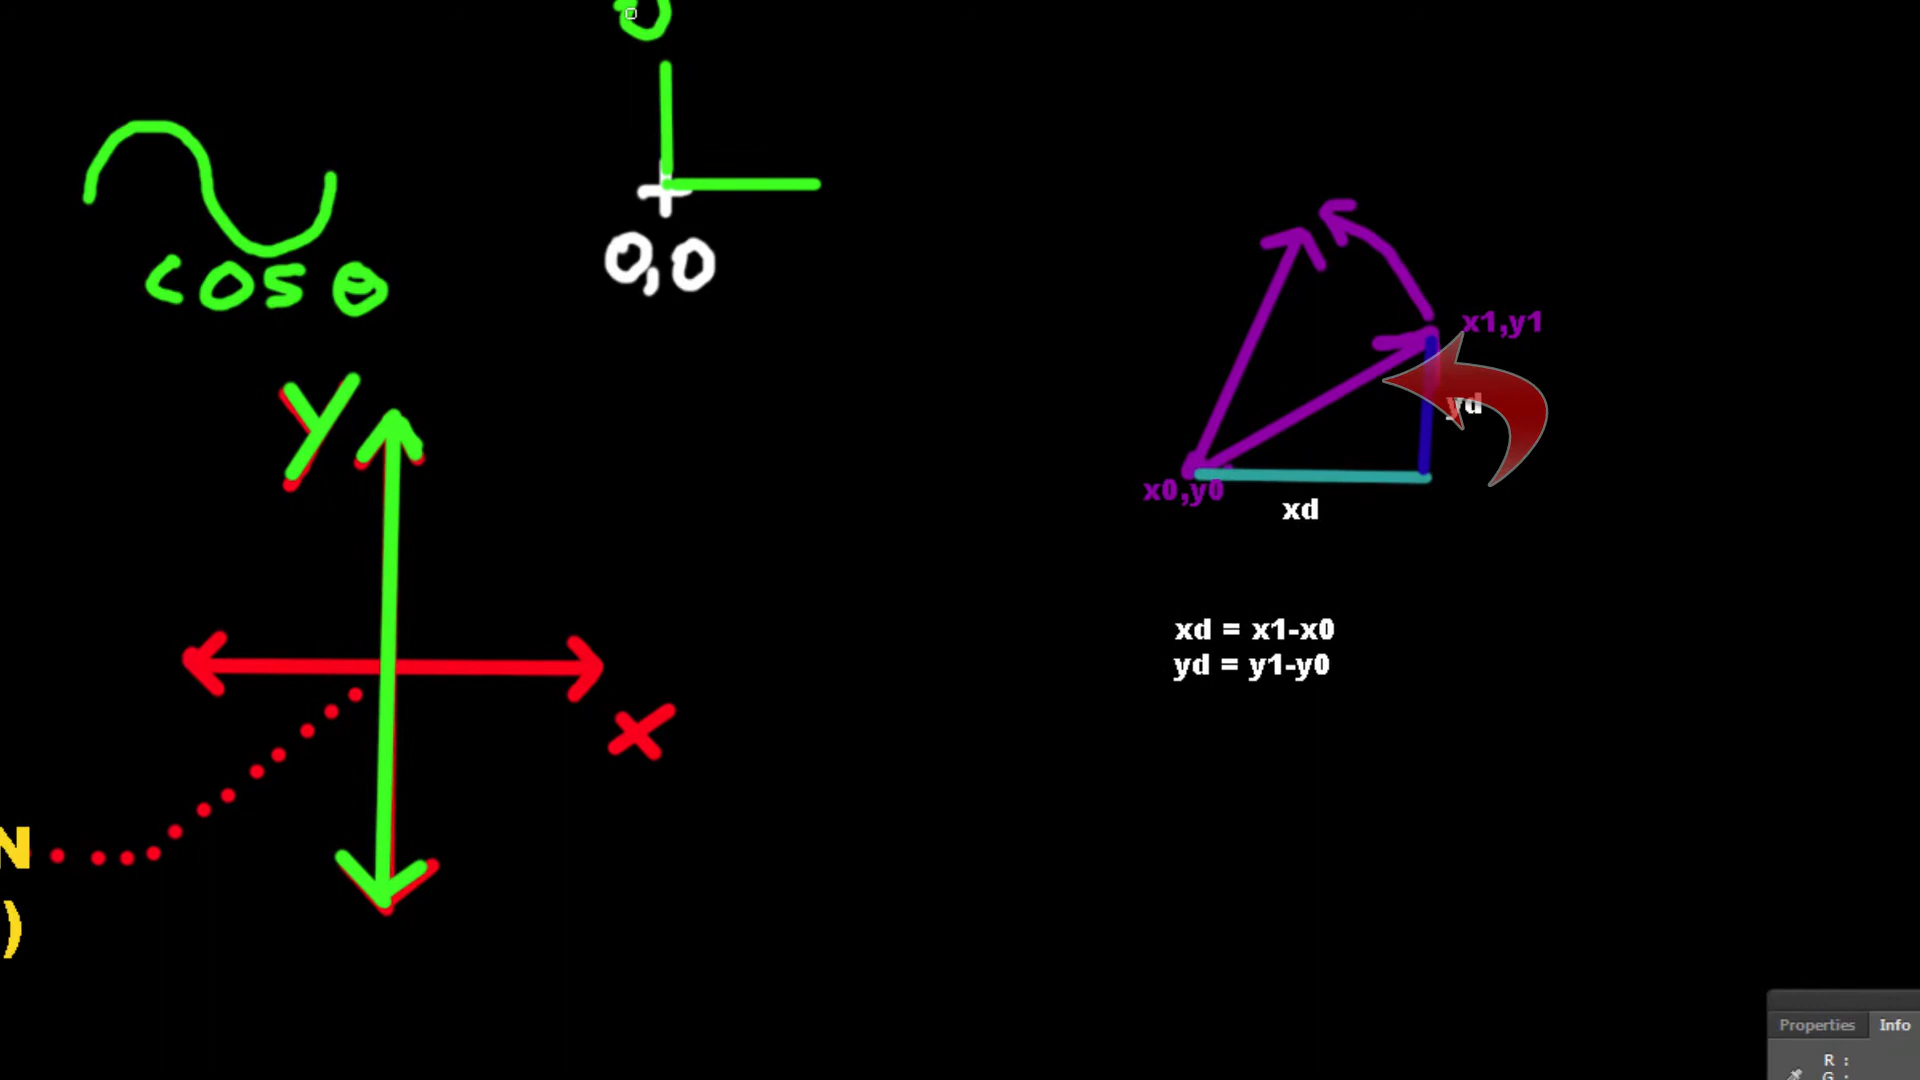 cos θ
0,0
Y
X
N
)
x1,y1
yd
x0,y0
xd
xd = x1-x0
yd = y1-y0
Properties
Info
R :
G :